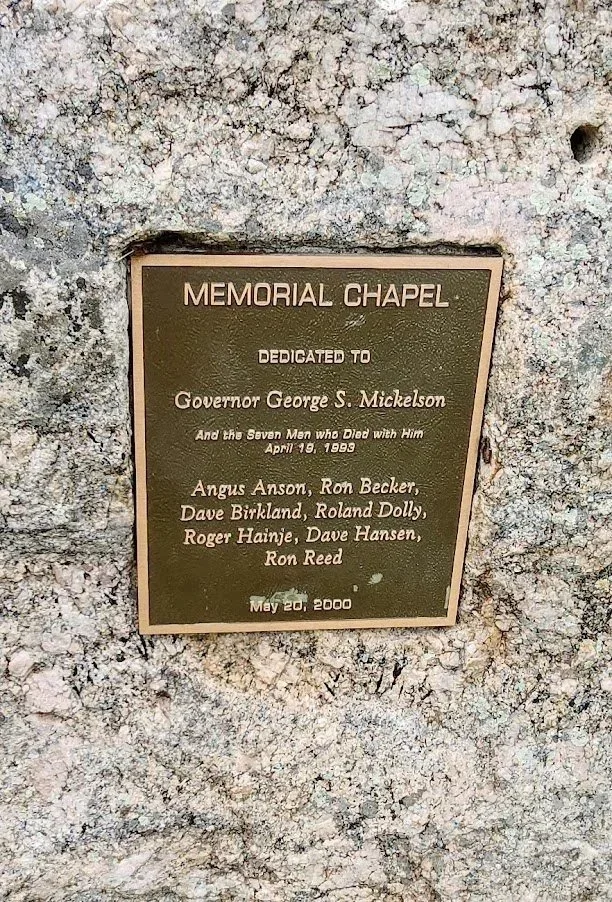 MEMORIAL CHAPEL
DEDICATED TO
Governor George S. Mickelson
And the Seven Men who Died with Him
April 19, 1993
Angus Anson, Ron Becker,
Dave Birkland, Roland Dolly,
Roger Hainje, Dave Hansen,
Ron Reed
May 20, 2000